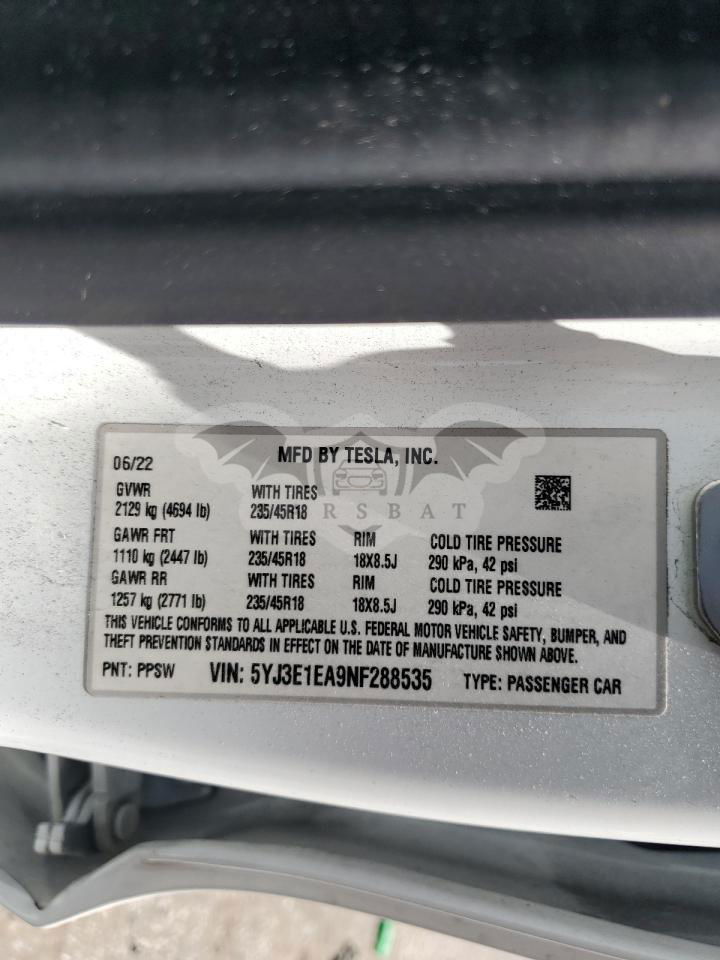 06/22 MFD BY TESLA, INC.
GVWR WITH TIRES
2129 kg (4694 lb) 235/45R18
RSBAT
GAWR FRT WITH TIRES RIM COLD TIRE PRESSURE
1110 kg (2447 lb) 235/45R18 18X8.5J 290 kPa, 42 psi
GAWR RR WITH TIRES RIM COLD TIRE PRESSURE
1257 kg (2771 lb) 235/45R18 18X8.5J 290 kPa, 42 psi
THIS VEHICLE CONFORMS TO ALL APPLICABLE U.S. FEDERAL MOTOR VEHICLE SAFETY, BUMPER, AND
THEFT PREVENTION STANDARDS IN EFFECT ON THE DATE OF MANUFACTURE SHOWN ABOVE.
PNT: PPSW VIN: 5YJ3E1EA9NF288535 TYPE: PASSENGER CAR